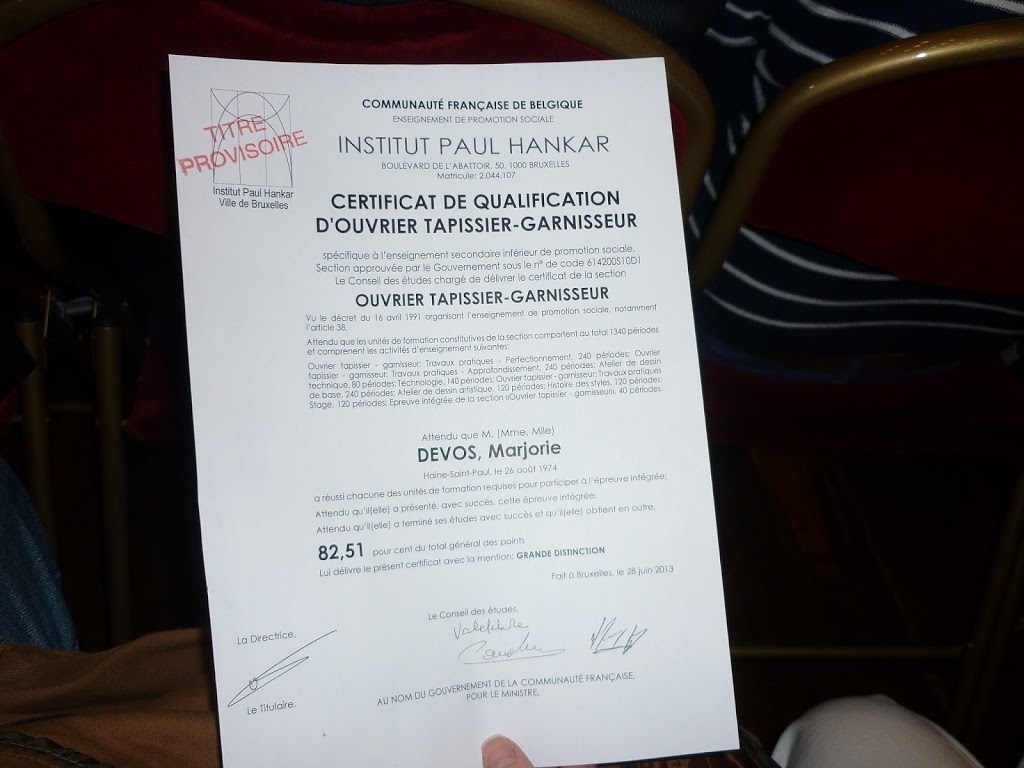 TITRE
PROVISOIRE
Institut Paul Hankar
Ville de Bruxelles
COMMUNAUTÉ FRANÇAISE DE BELGIQUE
ENSEIGNEMENT DE PROMOTION SOCIALE
INSTITUT PAUL HANKAR
BOULEVARD DE L'ABATTOIR, 50, 1000 BRUXELLES
Matricule: 2.044.107
CERTIFICAT DE QUALIFICATION
D'OUVRIER TAPISSIER-GARNISSEUR
spécifique à l'enseignement secondaire inférieur de promotion sociale.
Section approuvée par le Gouvernement sous le n° de code 614200S10D1
Le Conseil des études chargé de délivrer le certificat de la section
OUVRIER TAPISSIER-GARNISSEUR
Vu le décret du 16 avril 1991 organisant l'enseignement de promotion sociale, notamment
l'article 38.
Attendu que les unités de formation constitutives de la section comportent au total 1340 périodes
et comprennent les activités d'enseignement suivantes:
Ouvrier tapissier - garnisseur: Travaux pratiques - Perfectionnement, 240 périodes; Ouvrier
tapissier - garnisseur: Travaux pratiques - Approfondissement, 240 périodes; Atelier de dessin
technique, 80 périodes; Technologie, 140 périodes; Ouvrier tapissier - garnisseur: Travaux pratiques
de base, 240 périodes; Atelier de dessin artistique, 120 périodes; Histoire des styles, 120 périodes;
Stage, 120 périodes; Epreuve intégrée de la section «Ouvrier tapissier - garnisseur», 40 périodes.
Attendu que M. (Mme, Mlle)
DEVOS, Marjorie
Haine-Saint-Paul, le 26 août 1974
a réussi chacune des unités de formation requises pour participer à l'épreuve intégrée;
Attendu qu'il(elle) a présenté, avec succès, cette épreuve intégrée;
Attendu qu'il(elle) a terminé ses études avec succès et qu'il(elle) obtient en outre,
82,51 pour cent du total général des points
Lui délivre le présent certificat avec la mention: GRANDE DISTINCTION
Fait à Bruxelles, le 28 juin 2013
Le Conseil des études,
La Directrice,
Le Titulaire,
AU NOM DU GOUVERNEMENT DE LA COMMUNAUTÉ FRANÇAISE,
POUR LE MINISTRE,